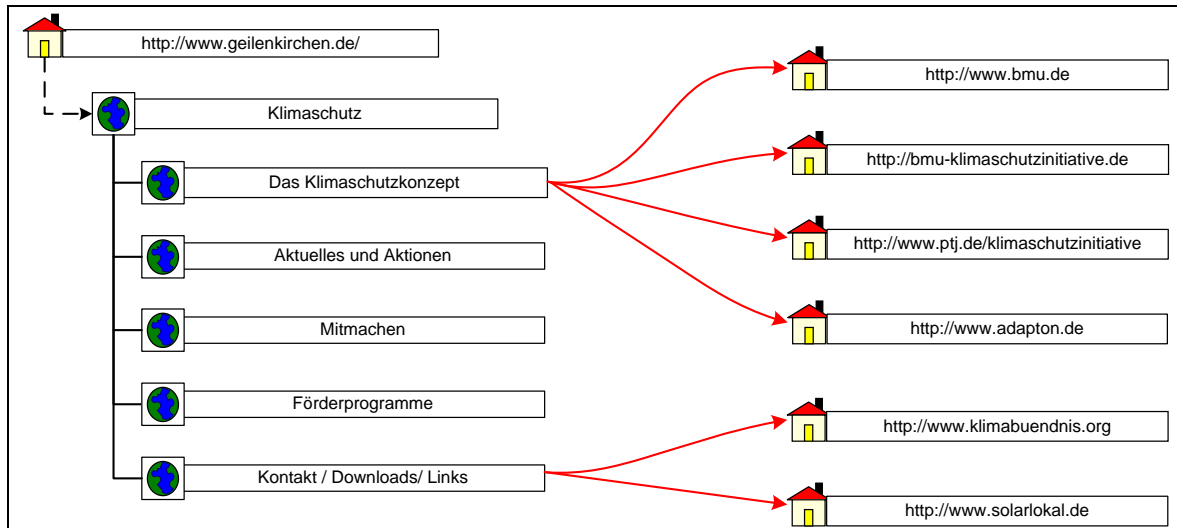 http://www.geilenkirchen.de/
Klimaschutz
Das Klimaschutzkonzept
Aktuelles und Aktionen
Mitmachen
Förderprogramme
Kontakt / Downloads/ Links
http://www.bmu.de
http://bmu-klimaschutzinitiative.de
http://www.ptj.de/klimaschutzinitiative
http://www.adapton.de
http://www.klimabuendnis.org
http://www.solarlokal.de